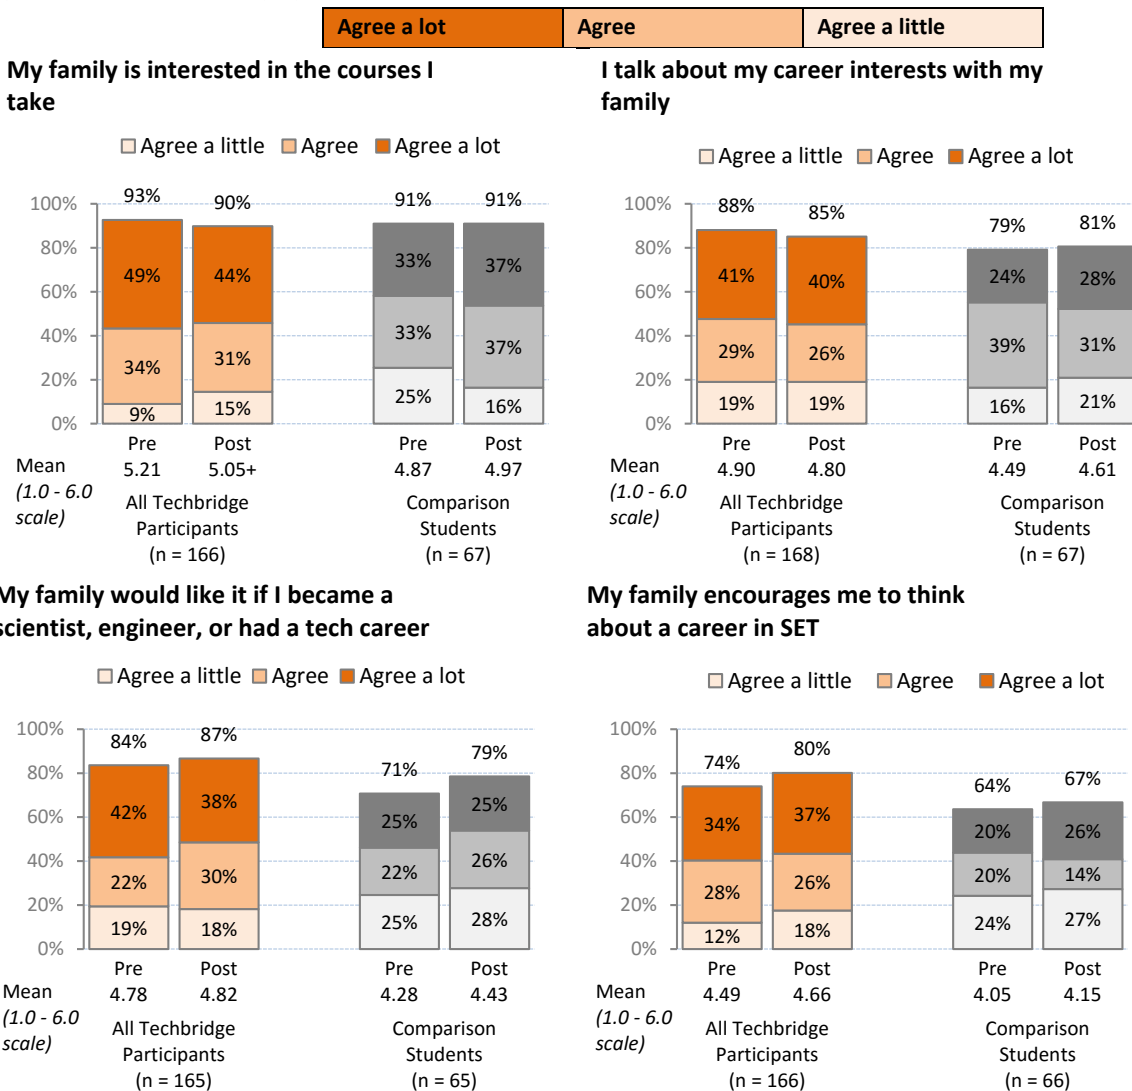 Agree a lot Agree Agree a little
My family is interested in the courses I
take
Agree a little Agree Agree a lot
93% 90% 91% 91%
100%
80%
60%
40%
20%
0%
49% 44% 33% 37%
34% 31% 33% 37%
9% 15% 25% 16%
Pre Post Pre Post
Mean 5.21 5.05+ 4.87 4.97
(1.0 - 6.0
scale)
All Techbridge
Participants
(n = 166)
Comparison
Students
(n = 67)
I talk about my career interests with my
family
Agree a little Agree Agree a lot
88% 85% 79% 81%
100%
80%
60%
40%
20%
0%
41% 40% 24% 28%
29% 26% 39% 31%
19% 19% 16% 21%
Pre Post Pre Post
Mean 4.90 4.80 4.49 4.61
(1.0 - 6.0
scale)
All Techbridge
Participants
(n = 168)
Comparison
Students
(n = 67)
My family would like it if I became a
scientist, engineer, or had a tech career
Agree a little Agree Agree a lot
84% 87% 71% 79%
100%
80%
60%
40%
20%
0%
42% 38% 25% 25%
22% 30% 22% 26%
19% 18% 25% 28%
Pre Post Pre Post
Mean 4.78 4.82 4.28 4.43
(1.0 - 6.0
scale)
All Techbridge
Participants
(n = 165)
Comparison
Students
(n = 65)
My family encourages me to think
about a career in SET
Agree a little Agree Agree a lot
74% 80% 64% 67%
100%
80%
60%
40%
20%
0%
34% 37% 20% 26%
28% 26% 20% 14%
12% 18% 24% 27%
Pre Post Pre Post
Mean 4.49 4.66 4.05 4.15
(1.0 - 6.0
scale)
All Techbridge
Participants
(n = 166)
Comparison
Students
(n = 66)